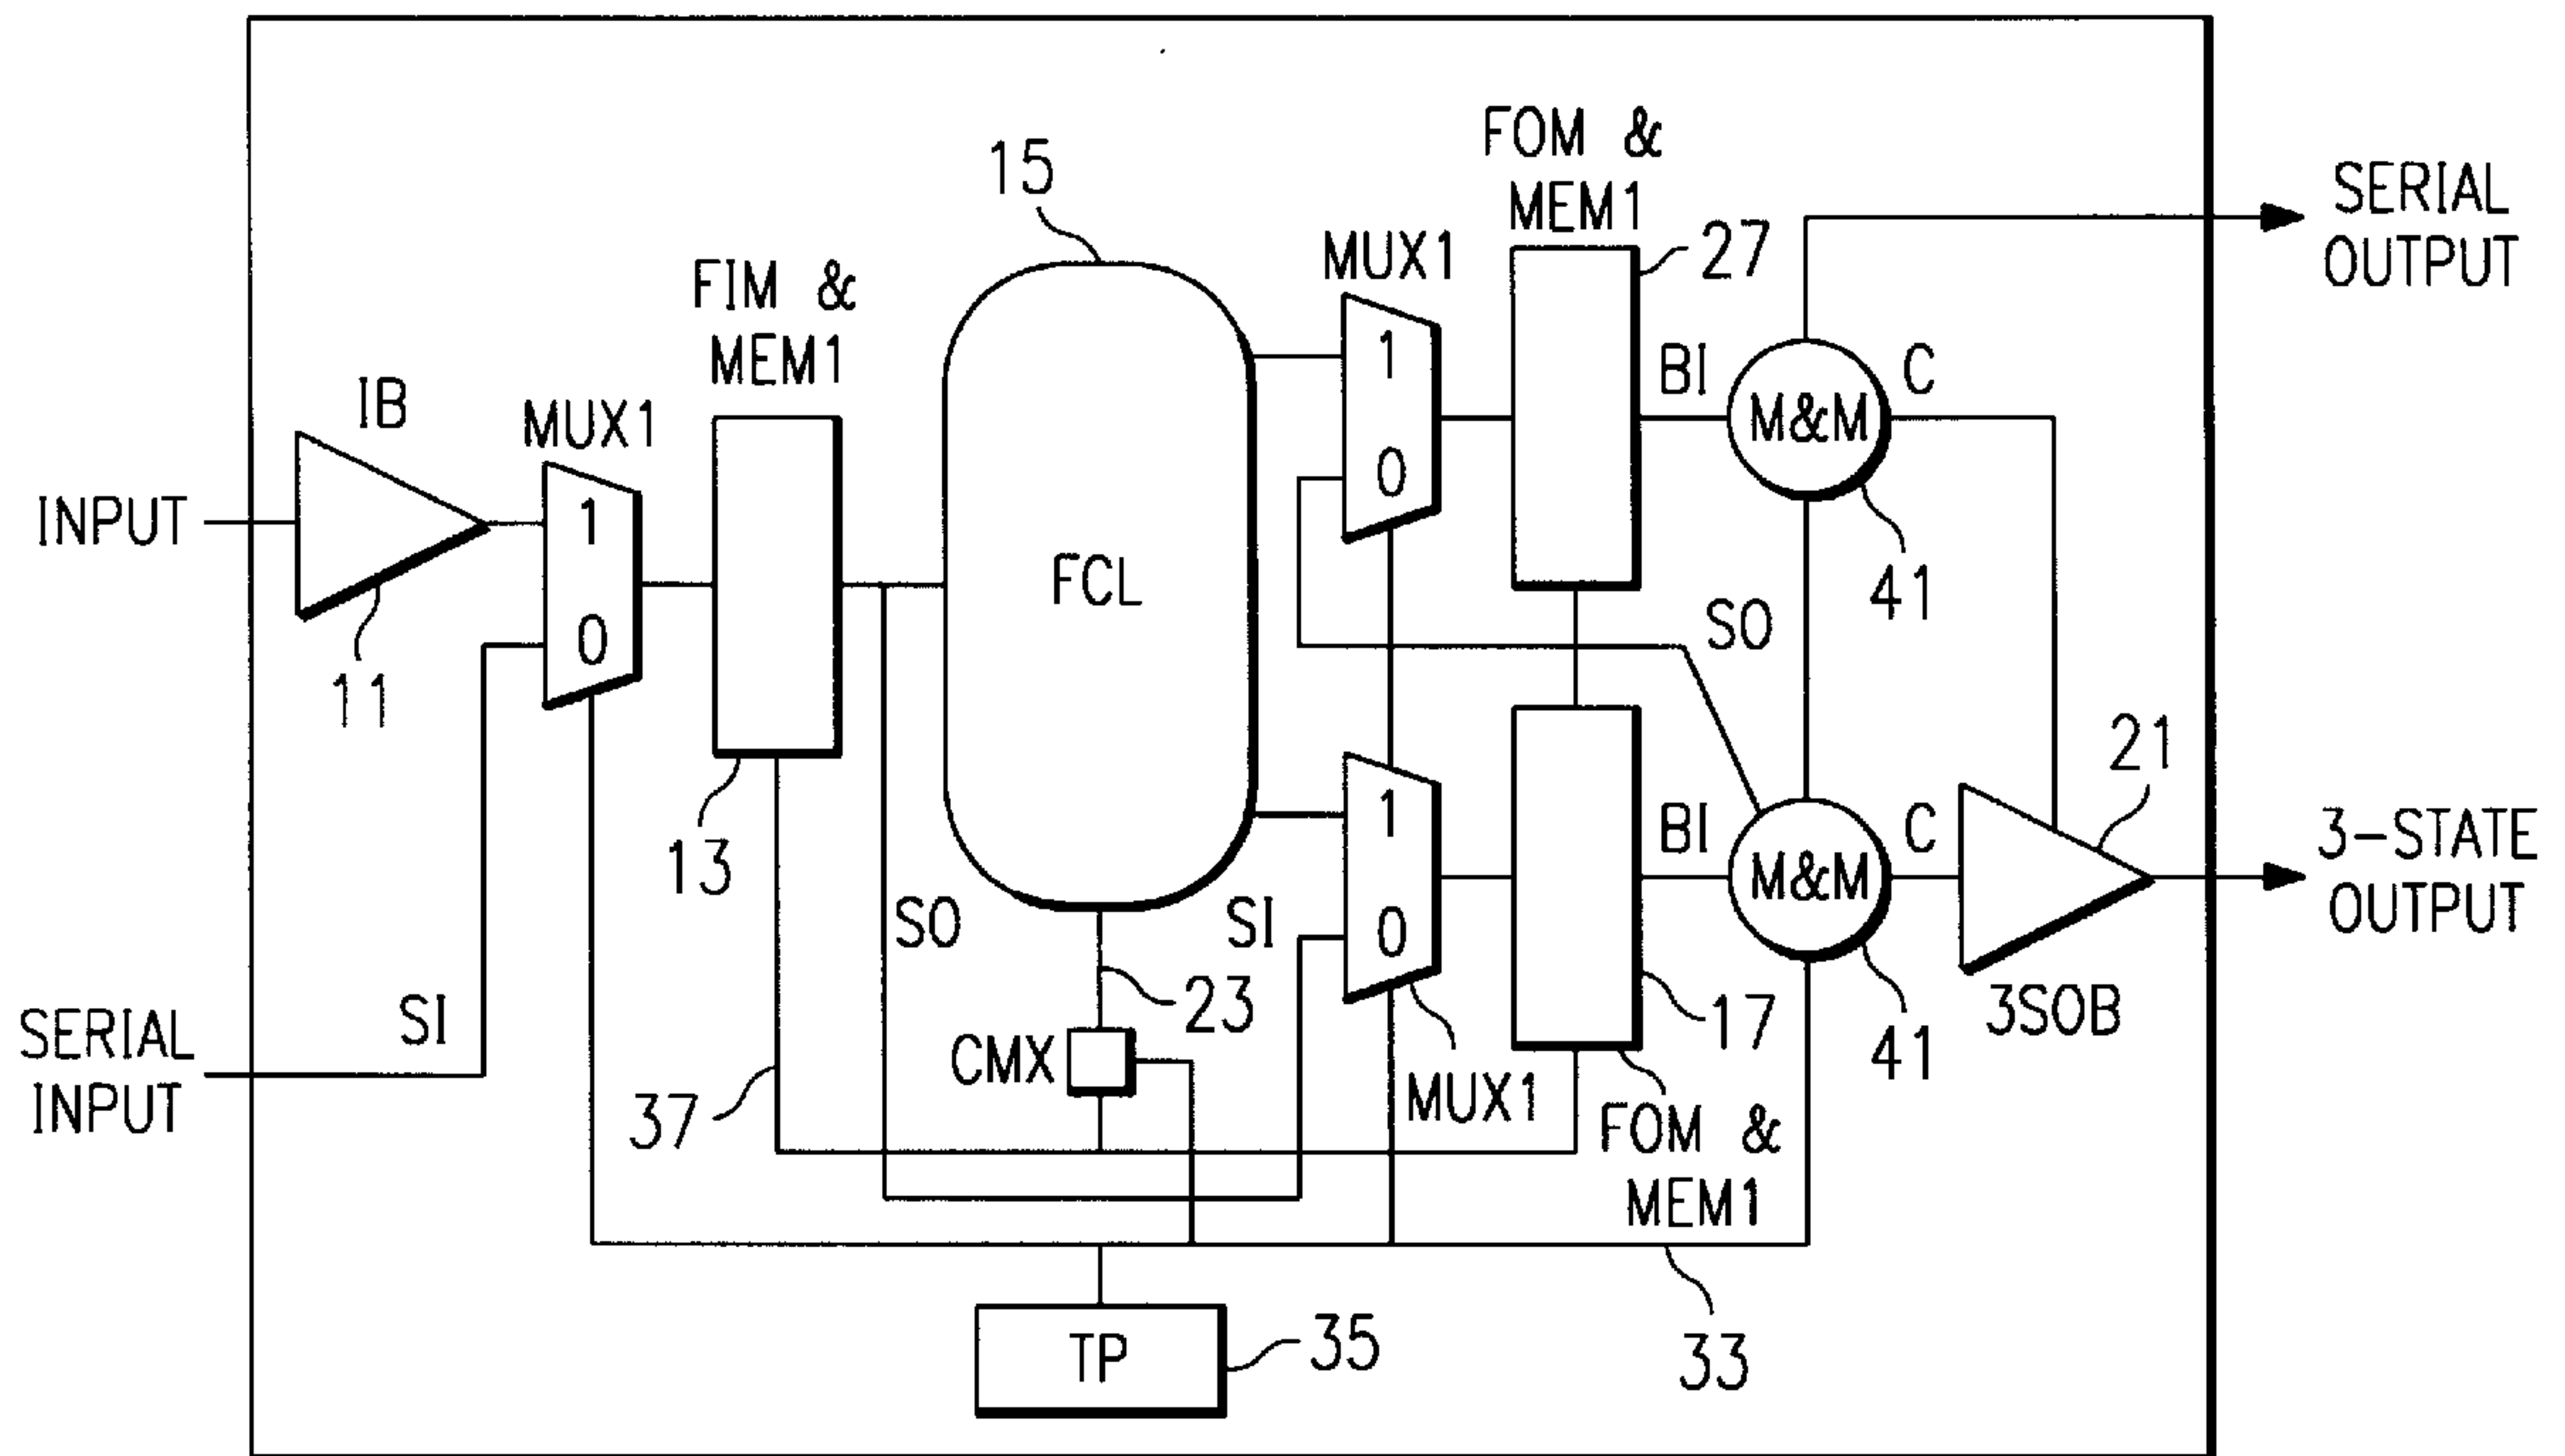 FOM &
MEM1
15
27
SERIAL
OUTPUT
MUX1
FIM &
MEM1
1
0
BI
M&M
C
IB
MUX1
INPUT
1
0
11
13
FCL
41
SO
21
1
0
BI
M&M
C
3-STATE
OUTPUT
SO
SI
23
17
3SOB
41
SI
SERIAL
INPUT
CMX
37
MUX1
FOM &
MEM1
TP
35
33